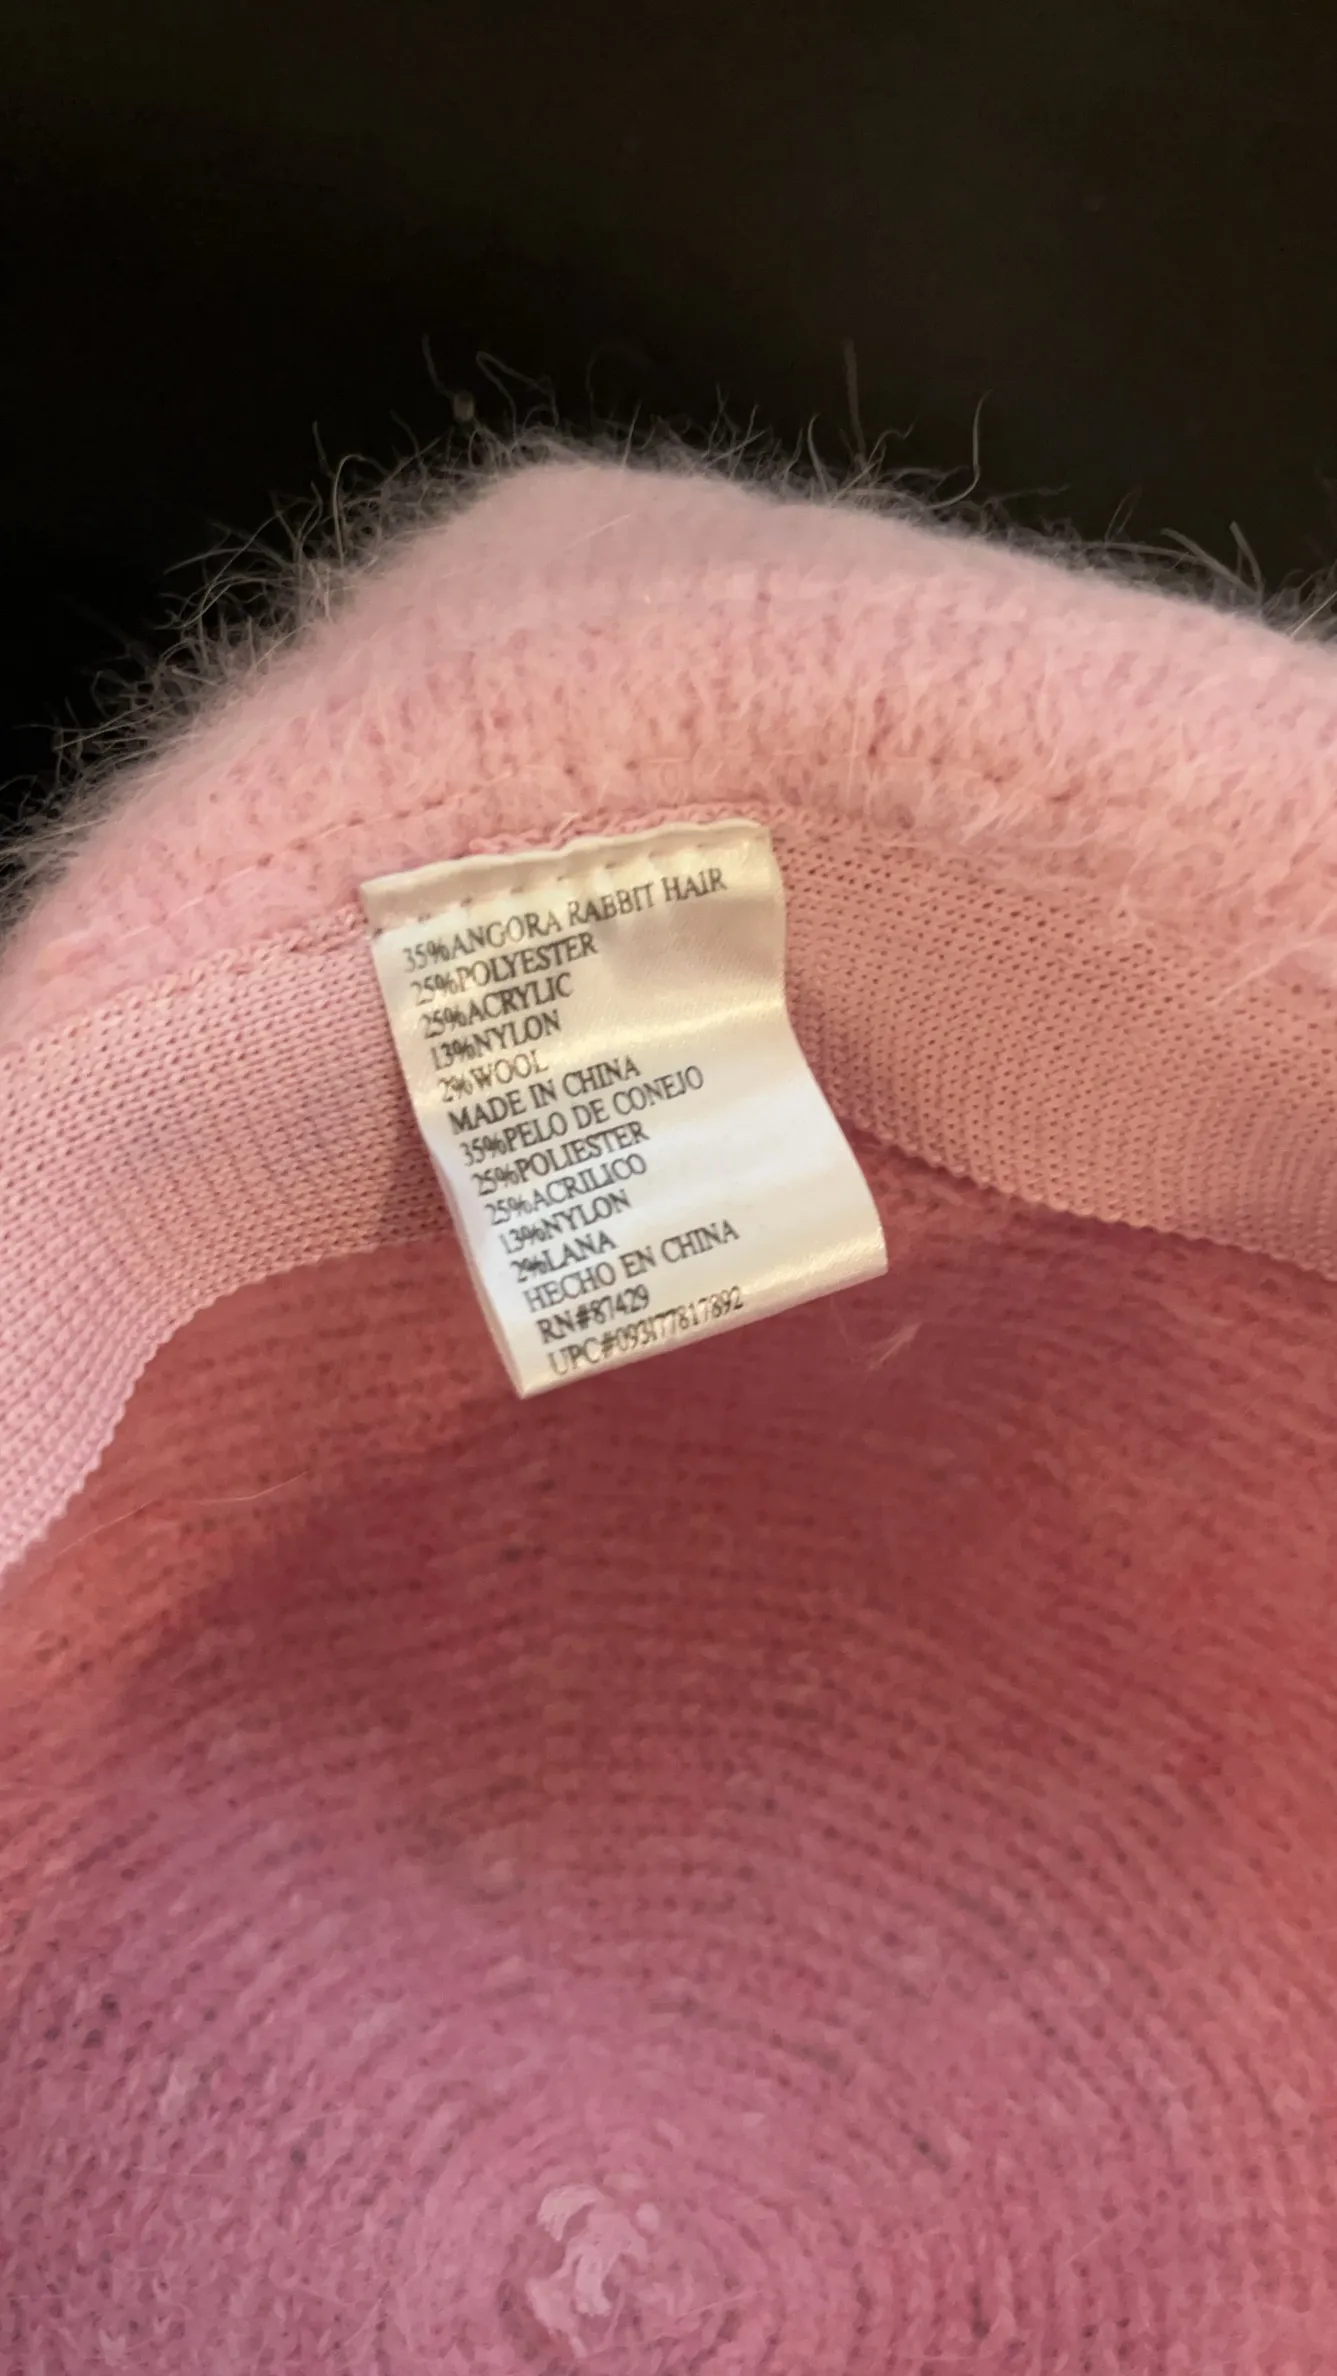 35%ANGORA RABBIT HAIR
25%POLYESTER
25%ACRYLIC
13%NYLON
2%WOOL
MADE IN CHINA
35%PELO DE CONEJO
25%POLIESTER
25%ACRILICO
13%NYLON
2%LANA
HECHO EN CHINA
RN#87429
UPC#093177817892